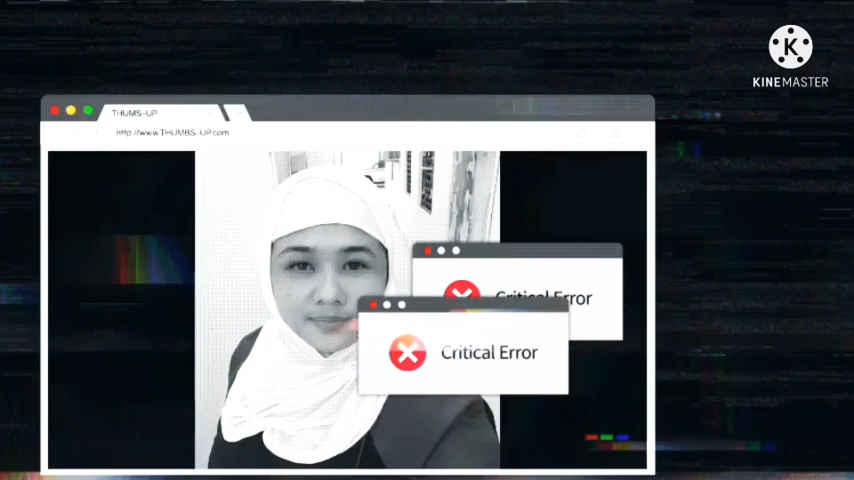 KINEMASTER
THUMS-UP
http://www.THUMBS-UP.com
Critical Error
Critical Error